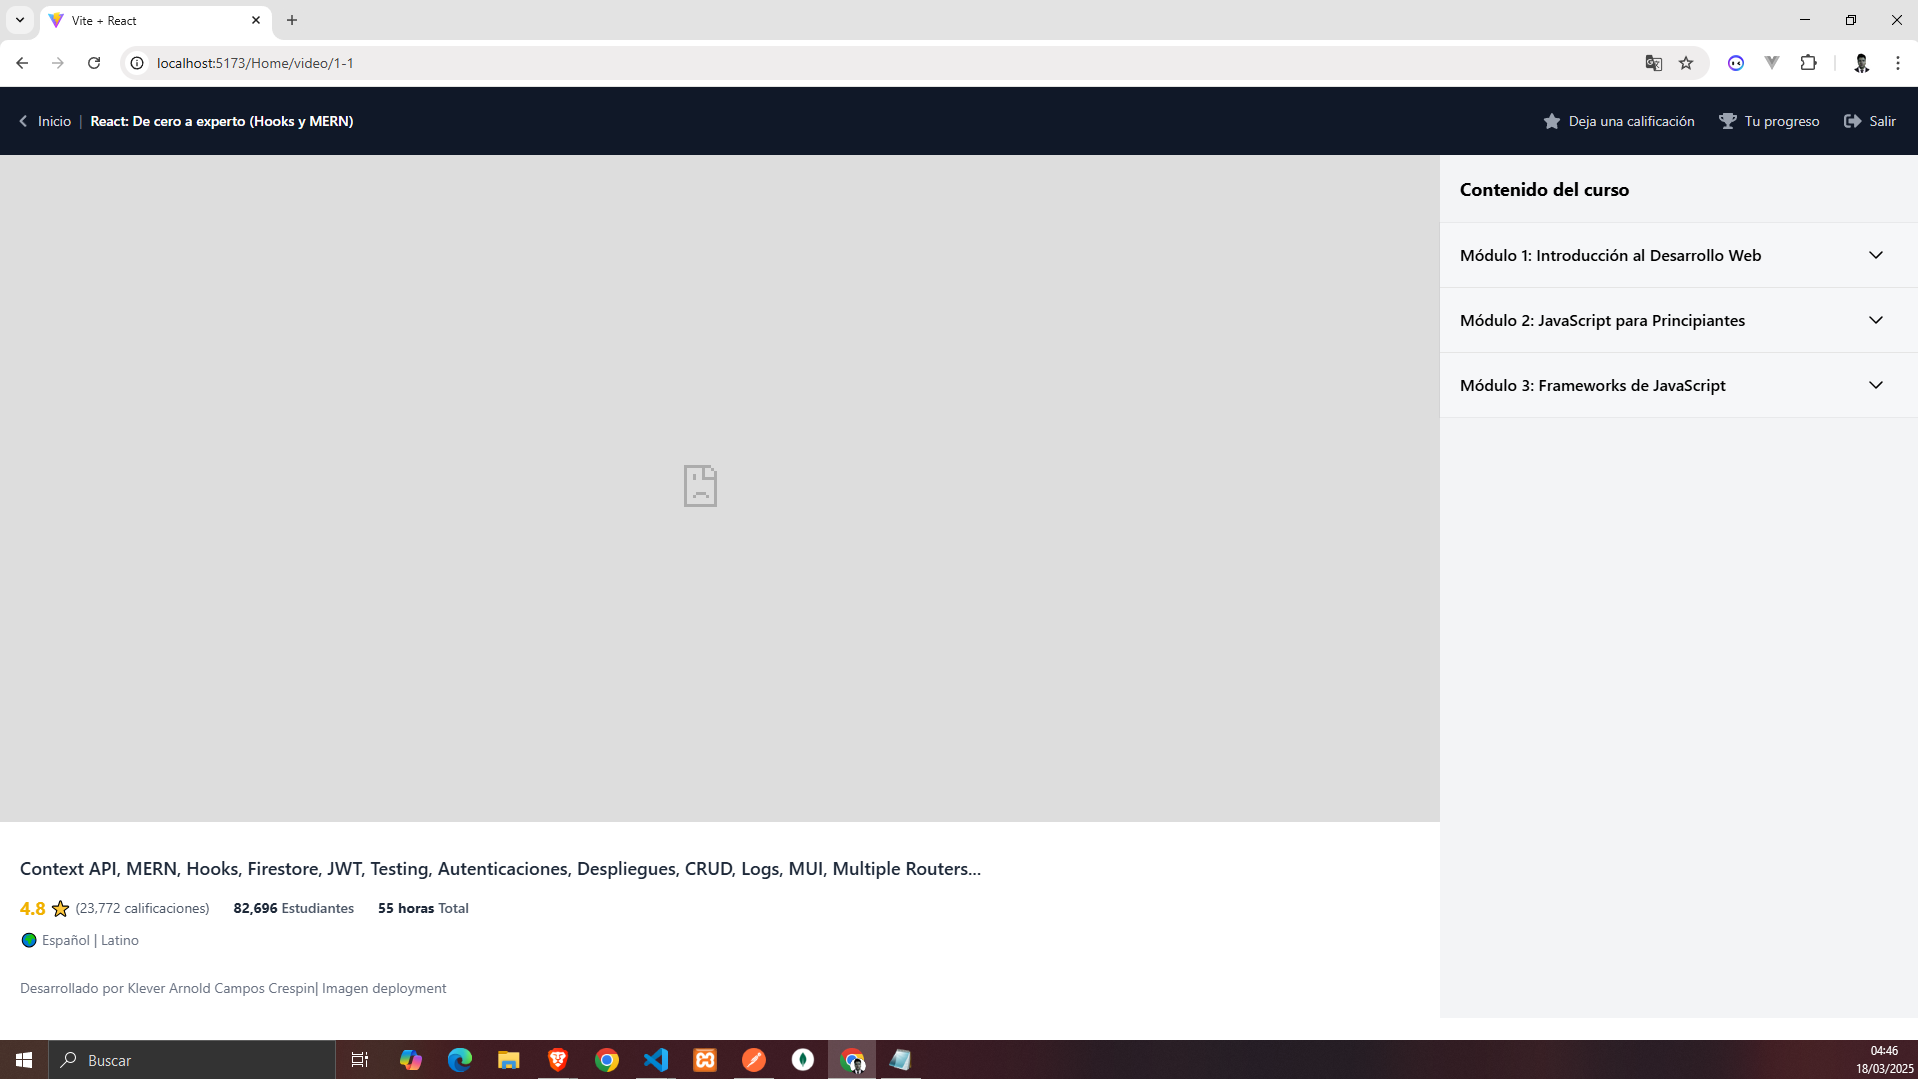 Vite + React
localhost:5173/Home/video/1-1
Inicio | React: De cero a experto (Hooks y MERN)
Deja una calificación
Tu progreso
Salir
Contenido del curso
Módulo 1: Introducción al Desarrollo Web
Módulo 2: JavaScript para Principiantes
Módulo 3: Frameworks de JavaScript
Context API, MERN, Hooks, Firestore, JWT, Testing, Autenticaciones, Despliegues, CRUD, Logs, MUI, Multiple Routers...
4.8 (23,772 calificaciones) 82,696 Estudiantes 55 horas Total
Español | Latino
Desarrollado por Klever Arnold Campos Crespin| Imagen deployment
Buscar
04:46
18/03/2025